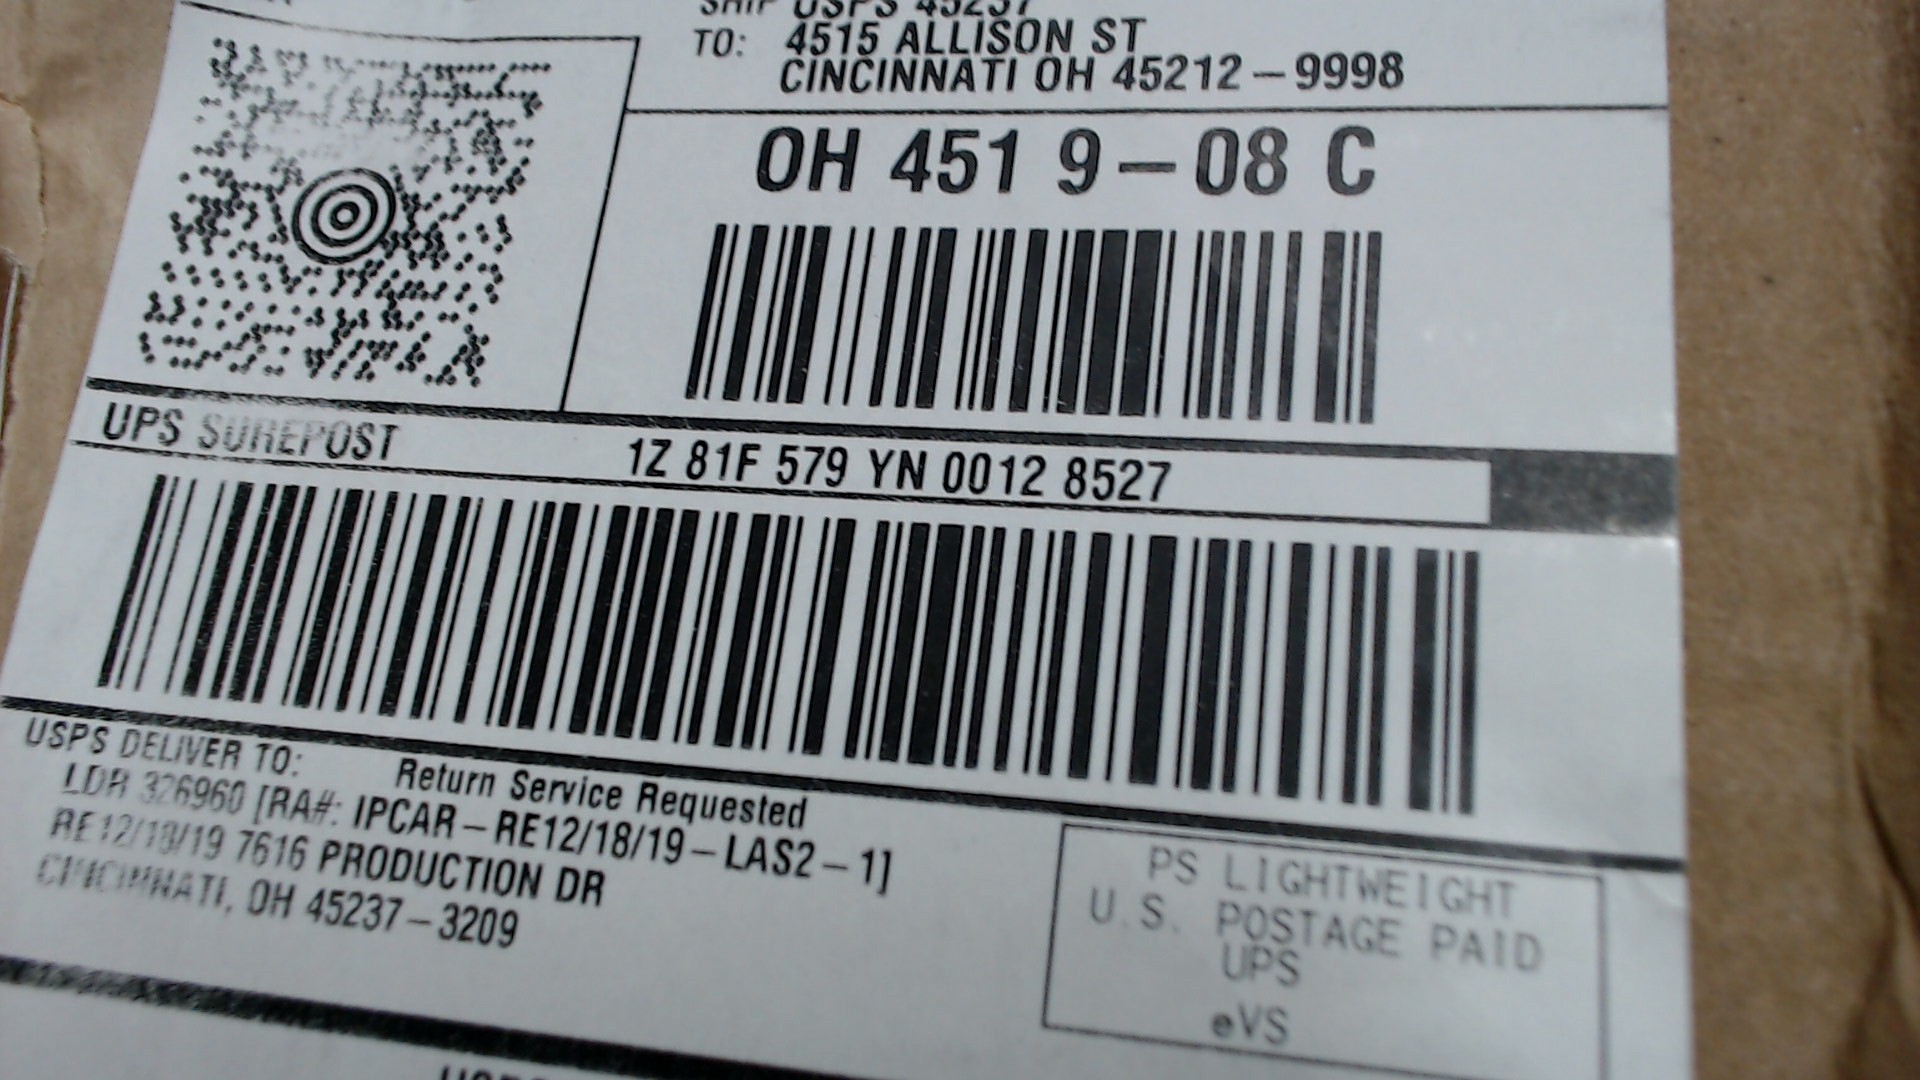 SHIP USPS 45237
TO: 4515 ALLISON ST
CINCINNATI OH 45212-9998
OH 451 9-08 C
UPS SUREPOST
1Z 81F 579 YN 0012 8527
USPS DELIVER TO:
Return Service Requested
LDR 326960 [RA#: IPCAR-RE12/18/19-LAS2-1]
RE12/18/19 7616 PRODUCTION DR
CINCINNATI, OH 45237-3209
PS LIGHTWEIGHT
U.S. POSTAGE PAID
UPS
eVS